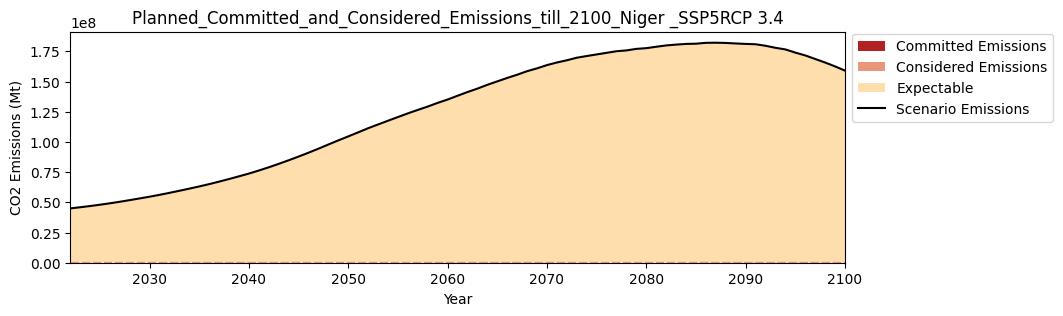 Planned_Committed_and_Considered_Emissions_till_2100_Niger _SSP5RCP 3.4
1e8
1.75
1.50
1.25
1.00
0.75
0.50
0.25
0.00
CO2 Emissions (Mt)
2030 2040 2050 2060 2070 2080 2090 2100
Year
Committed Emissions
Considered Emissions
Expectable
Scenario Emissions